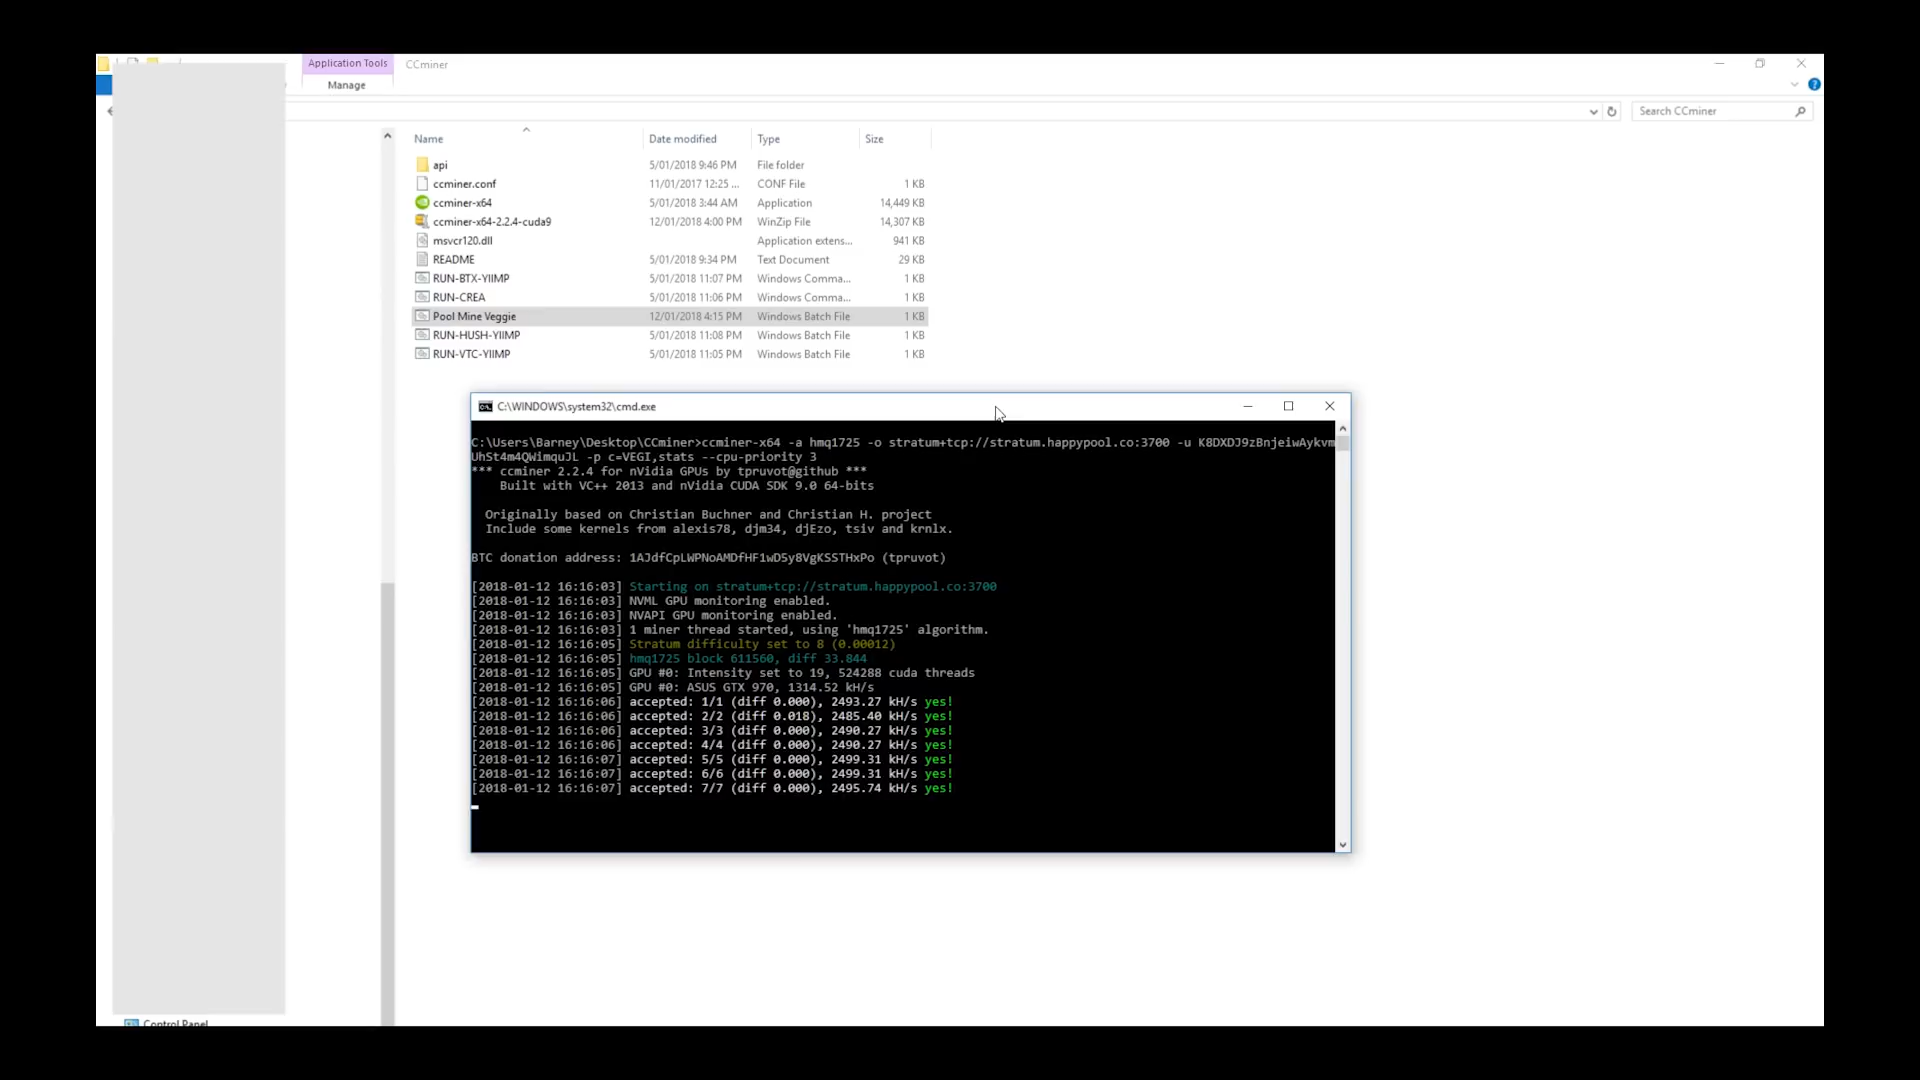 Application Tools
CCminer
Manage
Search CCminer
Name Date modified Type Size
api 5/01/2018 9:46 PM File folder
ccminer.conf 11/01/2017 12:25 ... CONF File 1 KB
ccminer-x64 5/01/2018 3:44 AM Application 14,449 KB
ccminer-x64-2.2.4-cuda9 12/01/2018 4:00 PM WinZip File 14,307 KB
msvcr120.dll Application extens... 941 KB
README 5/01/2018 9:34 PM Text Document 29 KB
RUN-BTX-YIIMP 5/01/2018 11:07 PM Windows Comma... 1 KB
RUN-CREA 5/01/2018 11:06 PM Windows Comma... 1 KB
Pool Mine Veggie 12/01/2018 4:15 PM Windows Batch File 1 KB
RUN-HUSH-YIIMP 5/01/2018 11:08 PM Windows Batch File 1 KB
RUN-VTC-YIIMP 5/01/2018 11:05 PM Windows Batch File 1 KB
C:\WINDOWS\system32\cmd.exe
C:\Users\Barney\Desktop\CCminer>ccminer-x64 -a hmq1725 -o stratum+tcp://stratum.happypool.co:3700 -u K8DXDJ9zBnjeiwAykvm
UhSt4m4QWimquJL -p c=VEGI,stats --cpu-priority 3
*** ccminer 2.2.4 for nVidia GPUs by tpruvot@github ***
Built with VC++ 2013 and nVidia CUDA SDK 9.0 64-bits
Originally based on Christian Buchner and Christian H. project
Include some kernels from alexis78, djm34, djEzo, tsiv and krnlx.
BTC donation address: 1AJdfCpLWPNoAMDfHF1wD5y8VgKSSTHxPo (tpruvot)
[2018-01-12 16:16:03] Starting on stratum+tcp://stratum.happypool.co:3700
[2018-01-12 16:16:03] NVML GPU monitoring enabled.
[2018-01-12 16:16:03] NVAPI GPU monitoring enabled.
[2018-01-12 16:16:03] 1 miner thread started, using 'hmq1725' algorithm.
[2018-01-12 16:16:05] Stratum difficulty set to 8 (0.00012)
[2018-01-12 16:16:05] hmq1725 block 611560, diff 33.844
[2018-01-12 16:16:05] GPU #0: Intensity set to 19, 524288 cuda threads
[2018-01-12 16:16:05] GPU #0: ASUS GTX 970, 1314.52 kH/s
[2018-01-12 16:16:06] accepted: 1/1 (diff 0.000), 2493.27 kH/s yes!
[2018-01-12 16:16:06] accepted: 2/2 (diff 0.018), 2485.40 kH/s yes!
[2018-01-12 16:16:06] accepted: 3/3 (diff 0.000), 2490.27 kH/s yes!
[2018-01-12 16:16:06] accepted: 4/4 (diff 0.000), 2490.27 kH/s yes!
[2018-01-12 16:16:07] accepted: 5/5 (diff 0.000), 2499.31 kH/s yes!
[2018-01-12 16:16:07] accepted: 6/6 (diff 0.000), 2499.31 kH/s yes!
[2018-01-12 16:16:07] accepted: 7/7 (diff 0.000), 2495.74 kH/s yes!
Control Panel